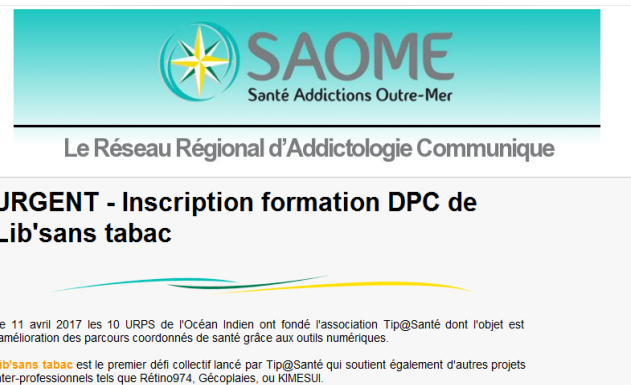 SAOME
Santé Addictions Outre-Mer
Le Réseau Régional d'Addictologie Communique
URGENT - Inscription formation DPC de
Lib'sans tabac
e 11 avril 2017 les 10 URPS de l'Océan Indien ont fondé l'association Tip@Santé dont l'objet est
amélioration des parcours coordonnés de santé grâce aux outils numériques.
ib'sans tabac est le premier défi collectif lancé par Tip@Santé qui soutient également d'autres projets
nter-professionnels tels que Rétino974, Gécoplaies, ou KIMESUI.